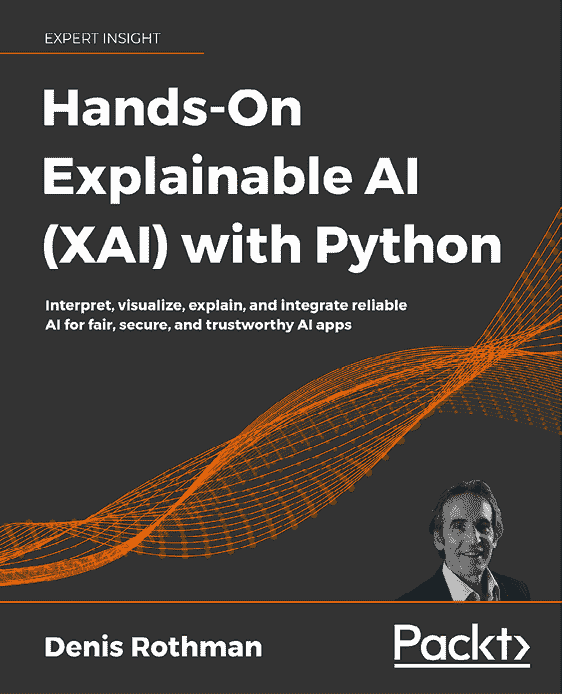 EXPERT INSIGHT
Hands-On
Explainable AI
(XAI) with Python
Interpret, visualize, explain, and integrate reliable
AI for fair, secure, and trustworthy AI apps
Denis Rothman
Packt>